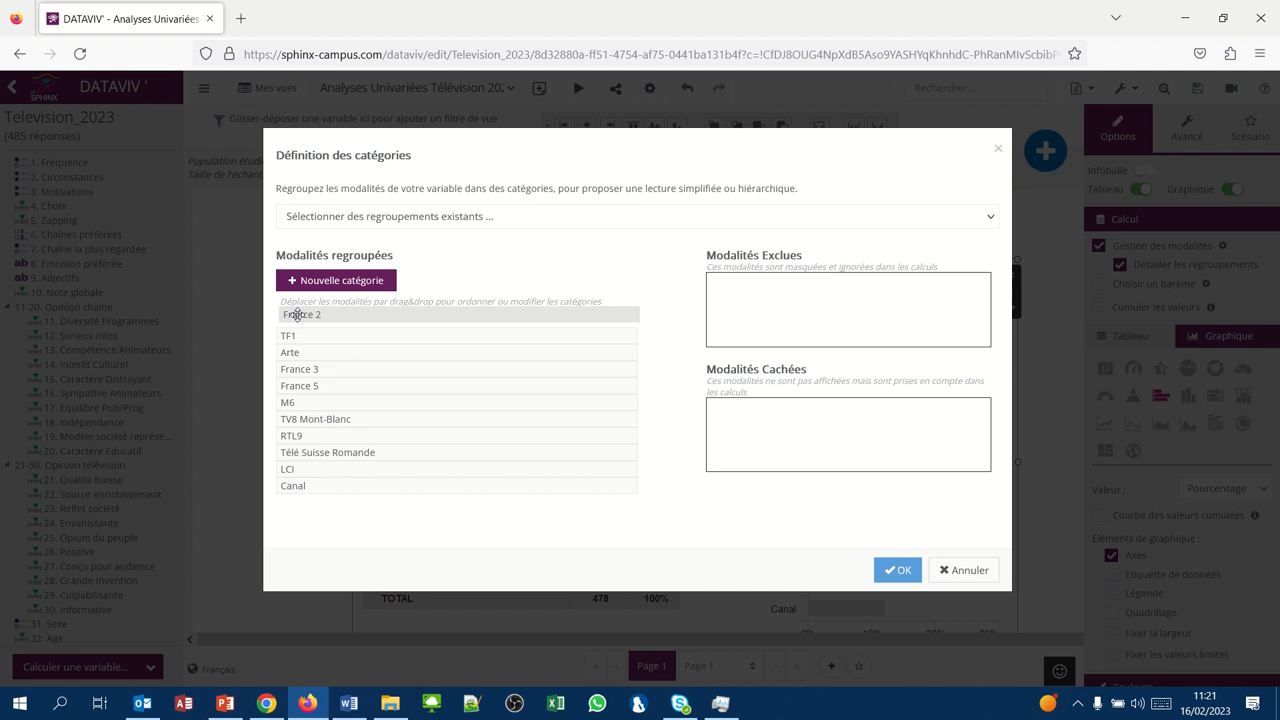 DATAVIV' - Analyses Univariées
https://sphinx-campus.com/dataviv/edit/Television_2023/8d32880a-ff51-4754-af75-0441ba131b4f?c=!CfDJ8OUG4NpXdB5Aso9YASHYqKhnhdC-PhRanMIvScbibP
SPHINX
DATAVIV '
Mes vues
Analyses Univariées Télévision 202
Rechercher...
Television_2023
(485 réponses)
Glisser-déposer une variable ici pour ajouter un filtre de vue
Population étudi
Taille de l'échant
1. Fréquence
2. Circonstances
3. Motivations
4. Choix
5. Zapping
6. Chaînes préférées
7. Chaîne la plus regardée
8. Emission préférée
9. Adjectifs
10. Note globale
11-20. Opinion chaîne
11. Diversité Programmes
12. Serieux Infos
13. Compétence Animateurs
14. Interêt Culturel
15. Caractère Distrayant
16. Sympathie Animateurs
17. Equilibre Pub/Prog
18. Indépendance
19. Modèle société représe...
20. Caractère Educatif
21-30. Opinion télévision
21. Qualité baisse
22. Source enrichissement
23. Reflet société
24. Envahissante
25. Opium du peuple
26. Positive
27. Conçu pour audience
28. Grande Invention
29. Culpabilisante
30. Informative
31. Sexe
32. Age
Calculer une variable...
Définition des catégories
×
Regroupez les modalités de votre variable dans des catégories, pour proposer une lecture simplifiée ou hiérarchique.
Sélectionner des regroupements existants ...
Modalités regroupées
+ Nouvelle catégorie
Déplacer les modalités par drag&drop pour ordonner ou modifier les catégories
France 2
TF1
Arte
France 3
France 5
M6
TV8 Mont-Blanc
RTL9
Télé Suisse Romande
LCI
Canal
Modalités Exclues
Ces modalités sont masquées et ignorées dans les calculs
Modalités Cachées
Ces modalités ne sont pas affichées mais sont prises en compte dans
les calculs
OK
Annuler
TOTAL 478 100%
Canal
Français
Page 1
Page 1
Options
Avancé
Scénario
Infobulle
Tableau
Graphique
Calcul
Gestion des modalités
Détailler les regroupements
Choisir un barême
Cumuler les valeurs
Tableau
Graphique
Valeur :
Pourcentage
Courbe des valeurs cumulées
Eléments de graphique :
Axes
Etiquette de données
Légende
Quadrillage
Fixer la largeur
Fixer les valeurs limites
11:21
16/02/2023